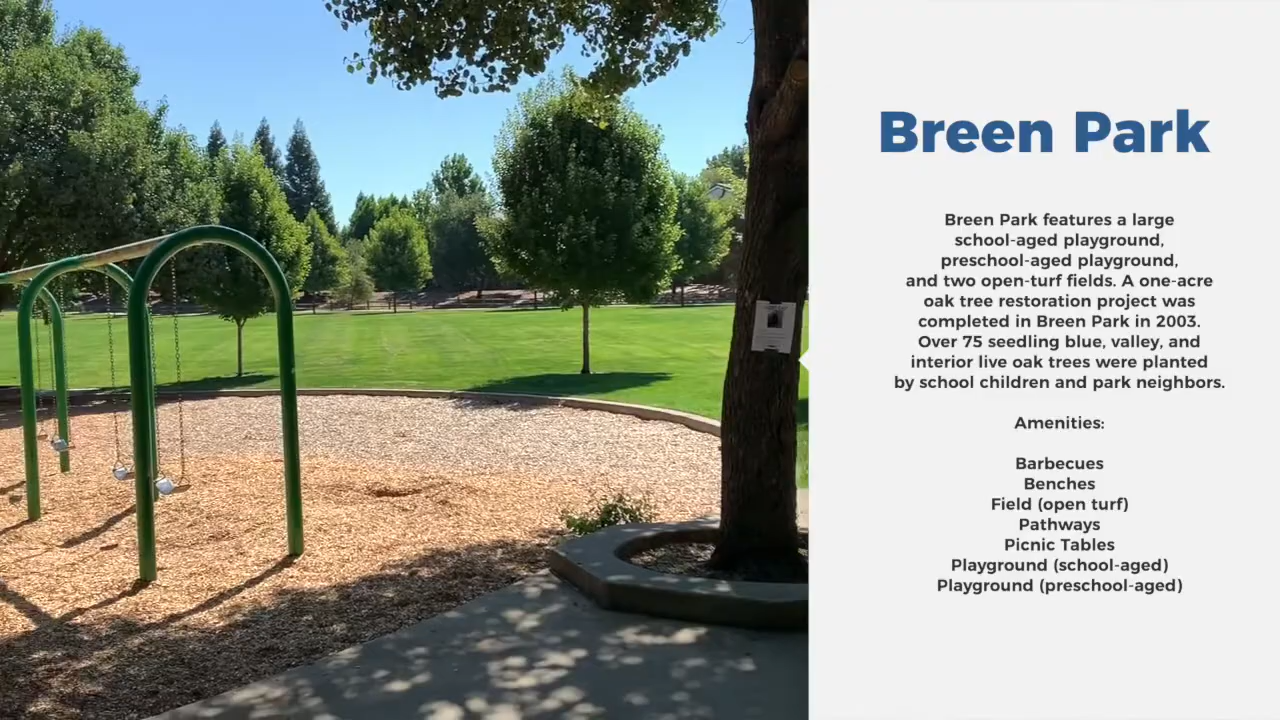 Breen Park
Breen Park features a large
school-aged playground,
preschool-aged playground,
and two open-turf fields. A one-acre
oak tree restoration project was
completed in Breen Park in 2003.
Over 75 seedling blue, valley, and
interior live oak trees were planted
by school children and park neighbors.
Amenities:
Barbecues
Benches
Field (open turf)
Pathways
Picnic Tables
Playground (school-aged)
Playground (preschool-aged)